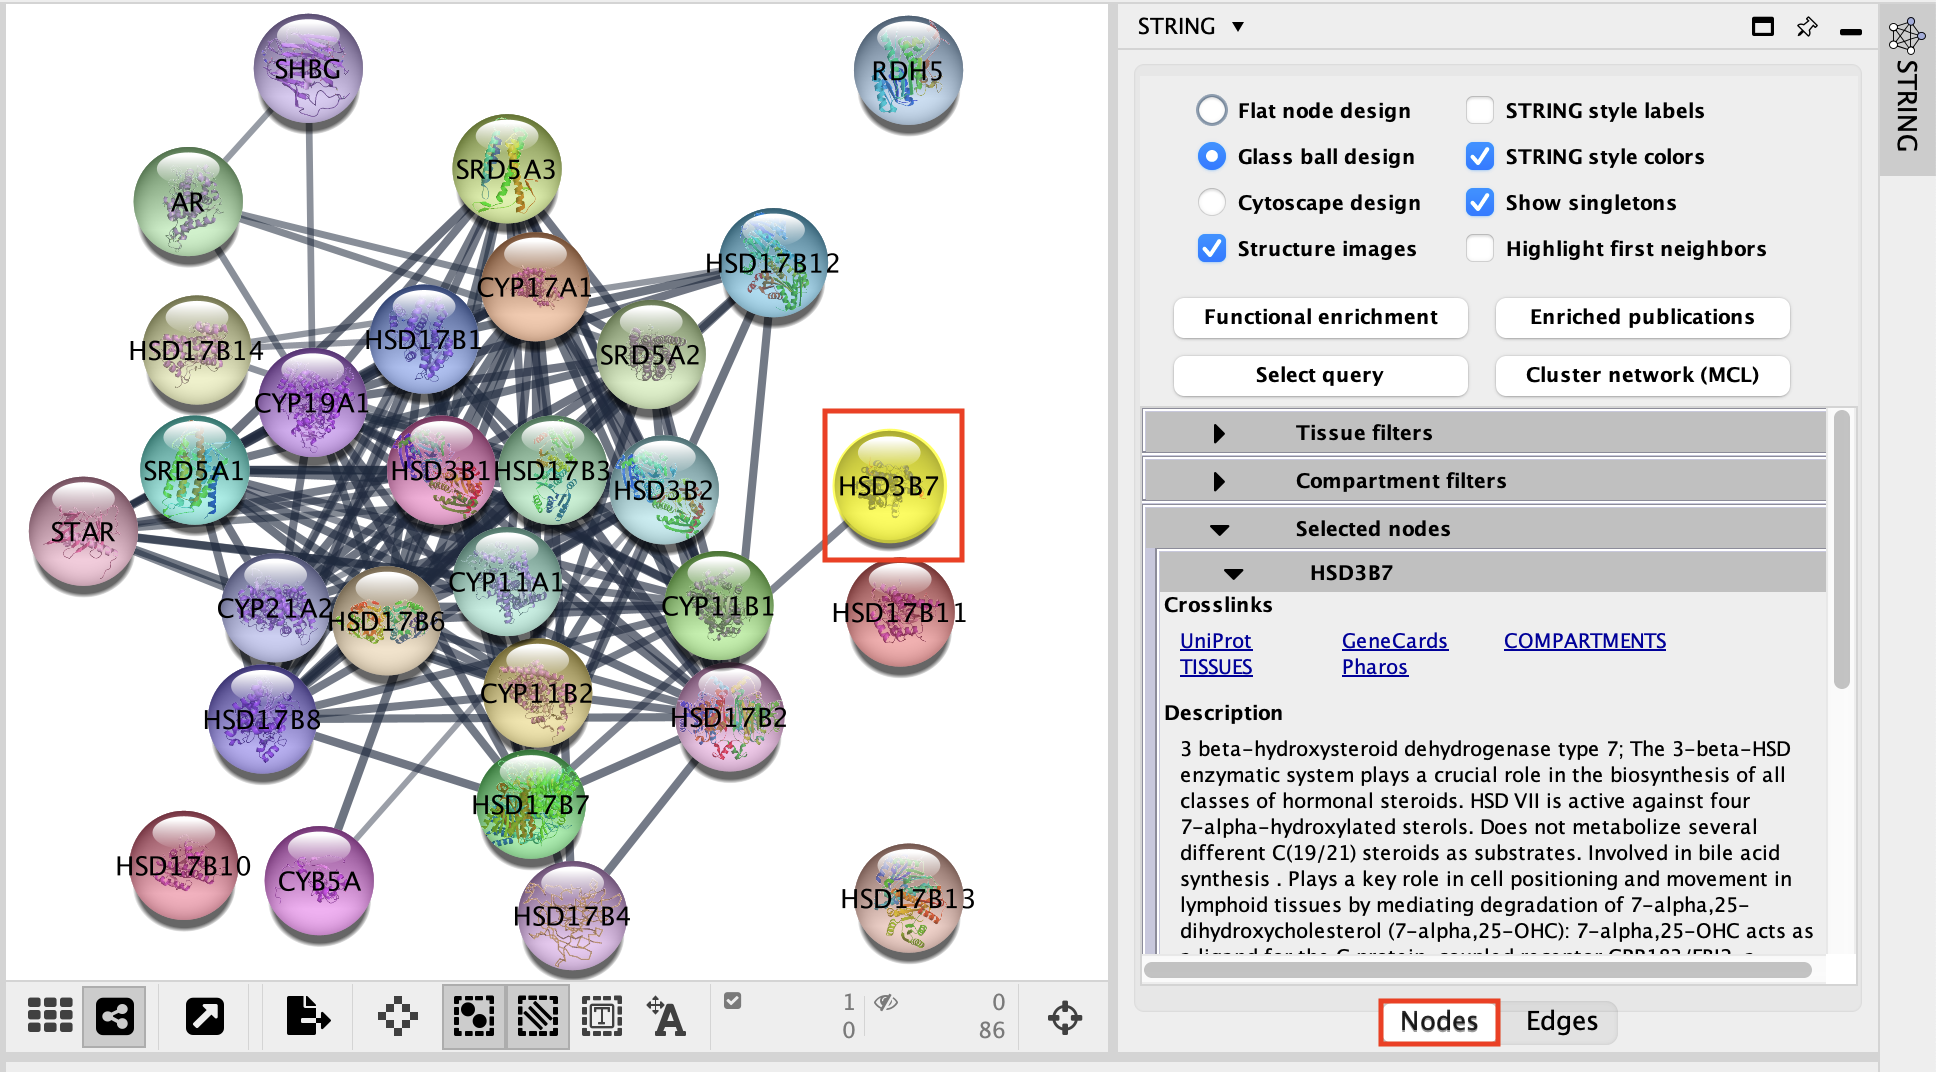 SHBG
RDH5
SRD5A3
AR
HSD17B12
CYP17A1
HSD17B1
HSD17B14
SRD5A2
CYP19A1
SRD5A1
HSD3B1
HSD17B3
HSD3B2
HSD3B7
STAR
CYP11A1
CYP21A2
HSD17B6
CYP11B1
HSD17B11
CYP11B2
HSD17B8
HSD17B2
HSD17B7
HSD17B10
CYB5A
HSD17B4
HSD17B13
T
A
1
0
0
86
STRING
Flat node design
STRING style labels
Glass ball design
STRING style colors
Cytoscape design
Show singletons
Structure images
Highlight first neighbors
Functional enrichment
Enriched publications
Select query
Cluster network (MCL)
Tissue filters
Compartment filters
Selected nodes
HSD3B7
Crosslinks
UniProt GeneCards COMPARTMENTS
TISSUES Pharos
Description
3 beta-hydroxysteroid dehydrogenase type 7; The 3-beta-HSD
enzymatic system plays a crucial role in the biosynthesis of all
classes of hormonal steroids. HSD VII is active against four
7-alpha-hydroxylated sterols. Does not metabolize several
different C(19/21) steroids as substrates. Involved in bile acid
synthesis . Plays a key role in cell positioning and movement in
lymphoid tissues by mediating degradation of 7-alpha,25-
dihydroxycholesterol (7-alpha,25-OHC): 7-alpha,25-OHC acts as
Nodes
Edges
STRING